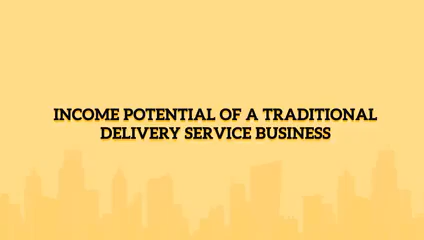 INCOME POTENTIAL OF A TRADITIONAL
DELIVERY SERVICE BUSINESS